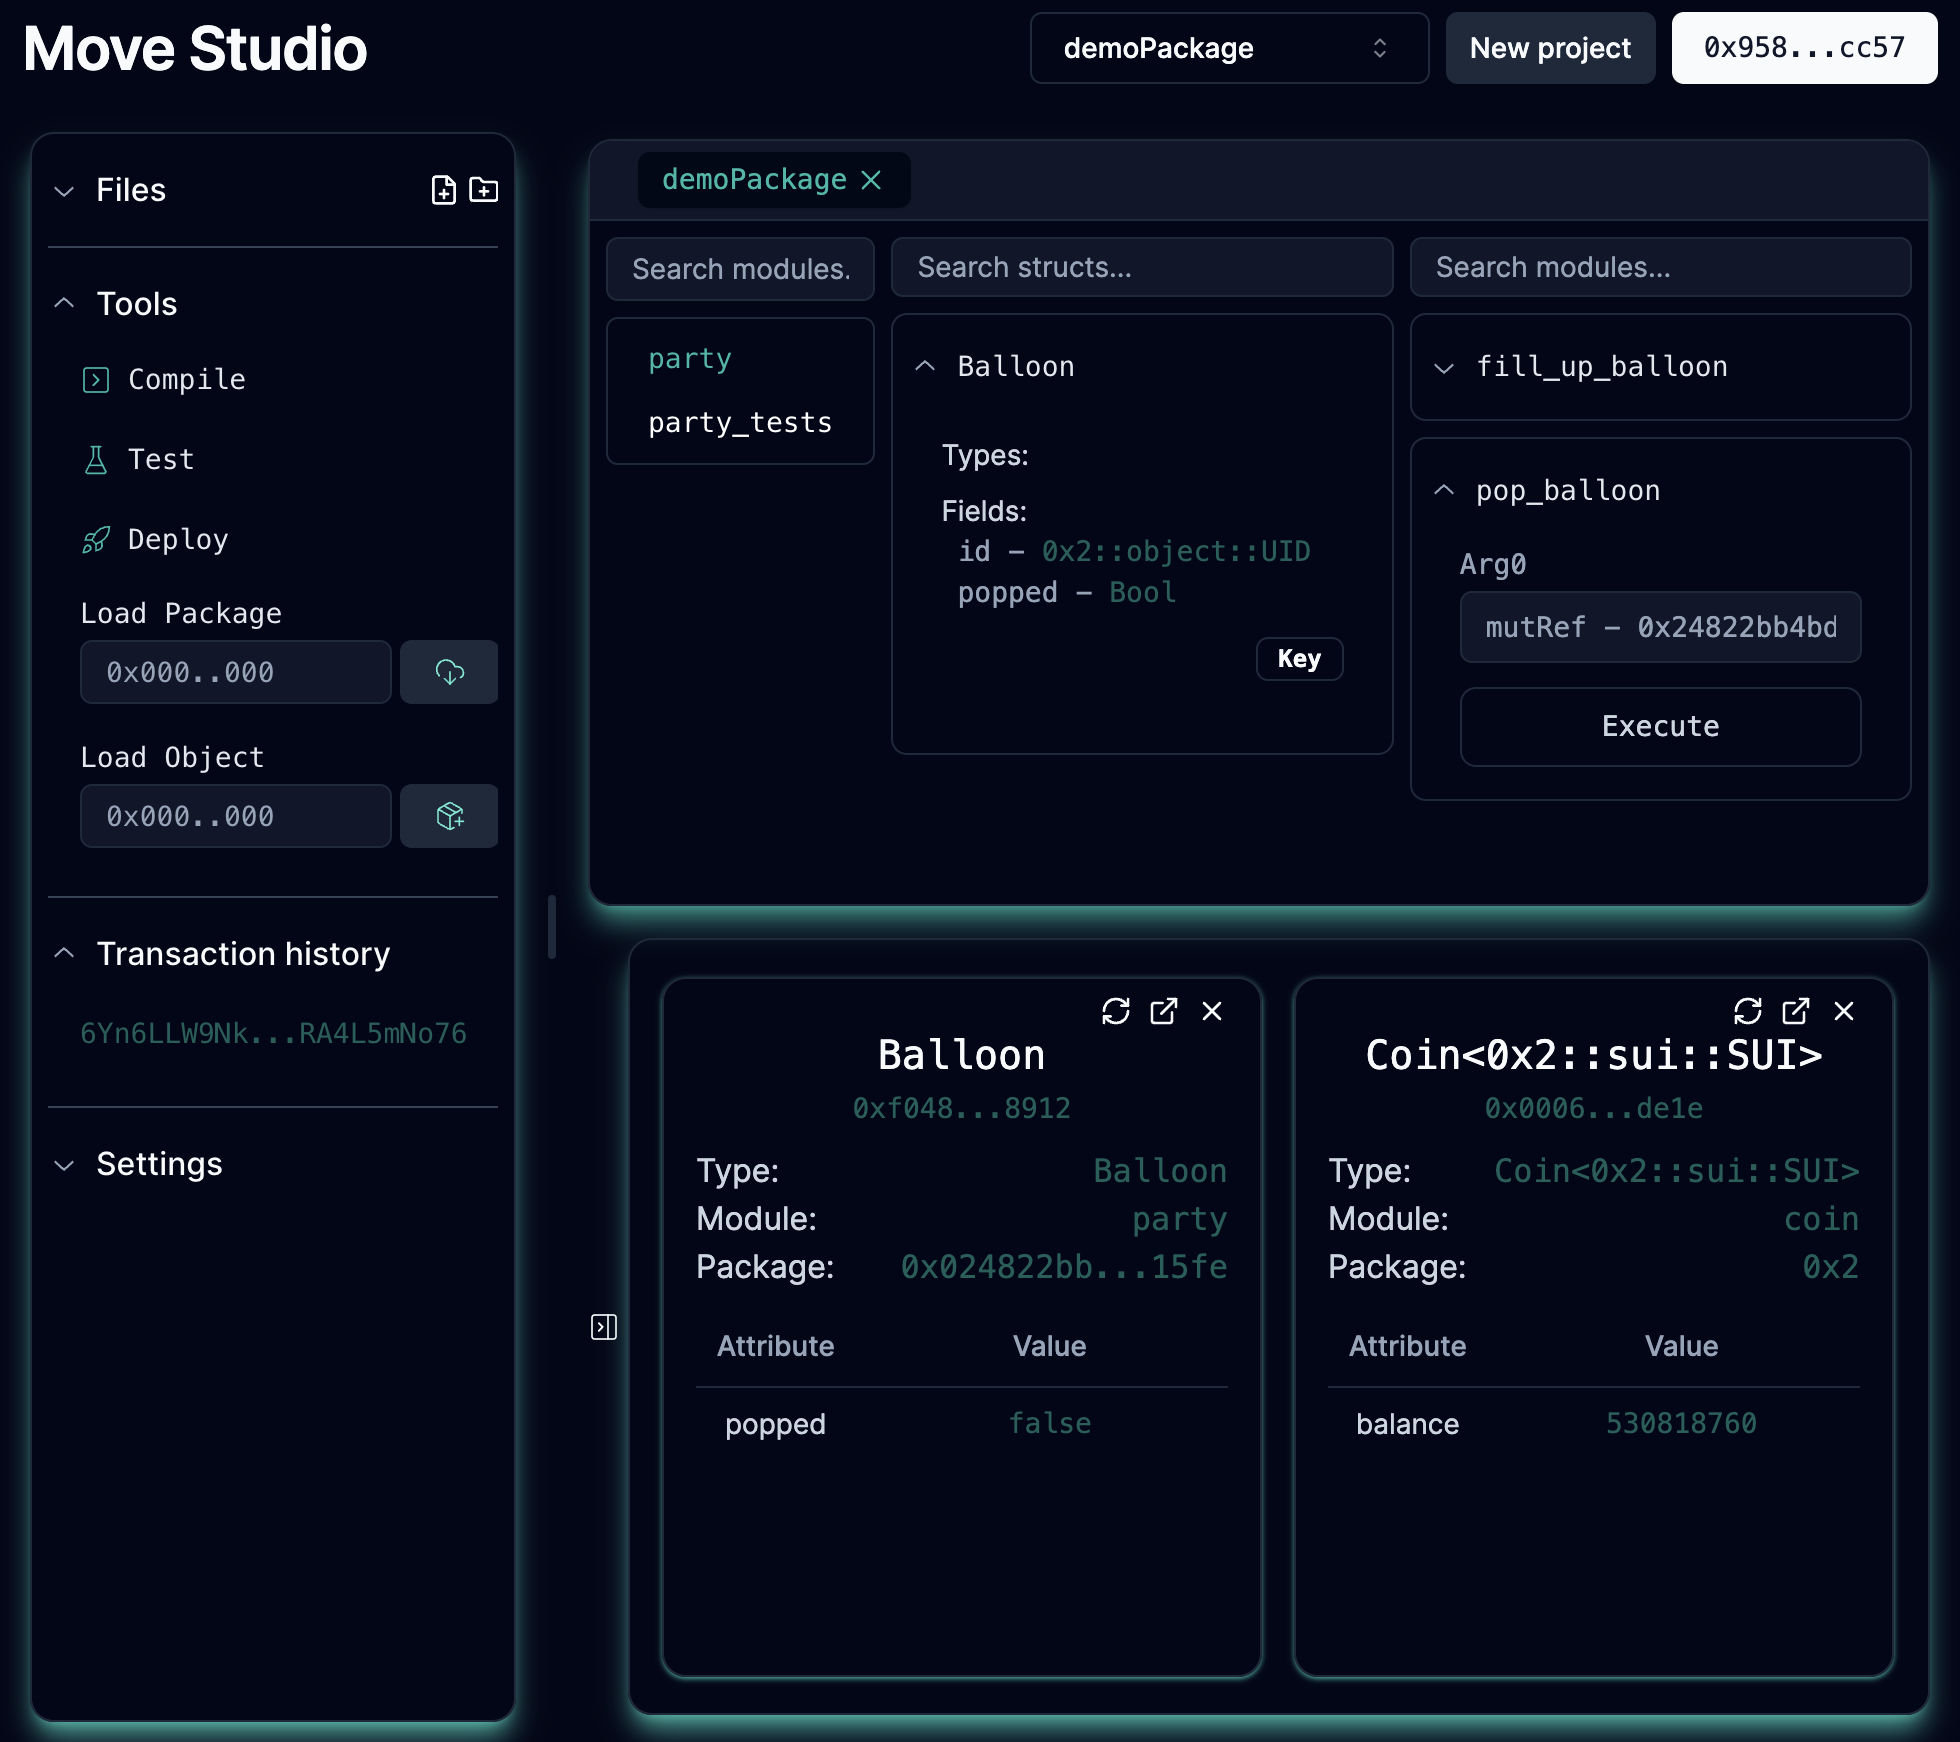 Move Studio
demoPackage
New project
0x958...cc57
Files
Tools
Compile
Test
Deploy
Load Package
0x000..000
Load Object
0x000..000
Transaction history
6Yn6LLW9Nk...RA4L5mNo76
Settings
demoPackage
Search modules.
party
party_tests
Search structs...
Balloon
Types:
Fields:
id – 0x2::object::UID
popped – Bool
Key
Search modules...
fill_up_balloon
pop_balloon
Arg0
mutRef – 0x24822bb4bd
Execute
Balloon
0xf048...8912
Type: Balloon
Module: party
Package: 0x024822bb...15fe
Attribute Value
popped false
Coin<0x2::sui::SUI>
0x0006...de1e
Type: Coin<0x2::sui::SUI>
Module: coin
Package: 0x2
Attribute Value
balance 530818760